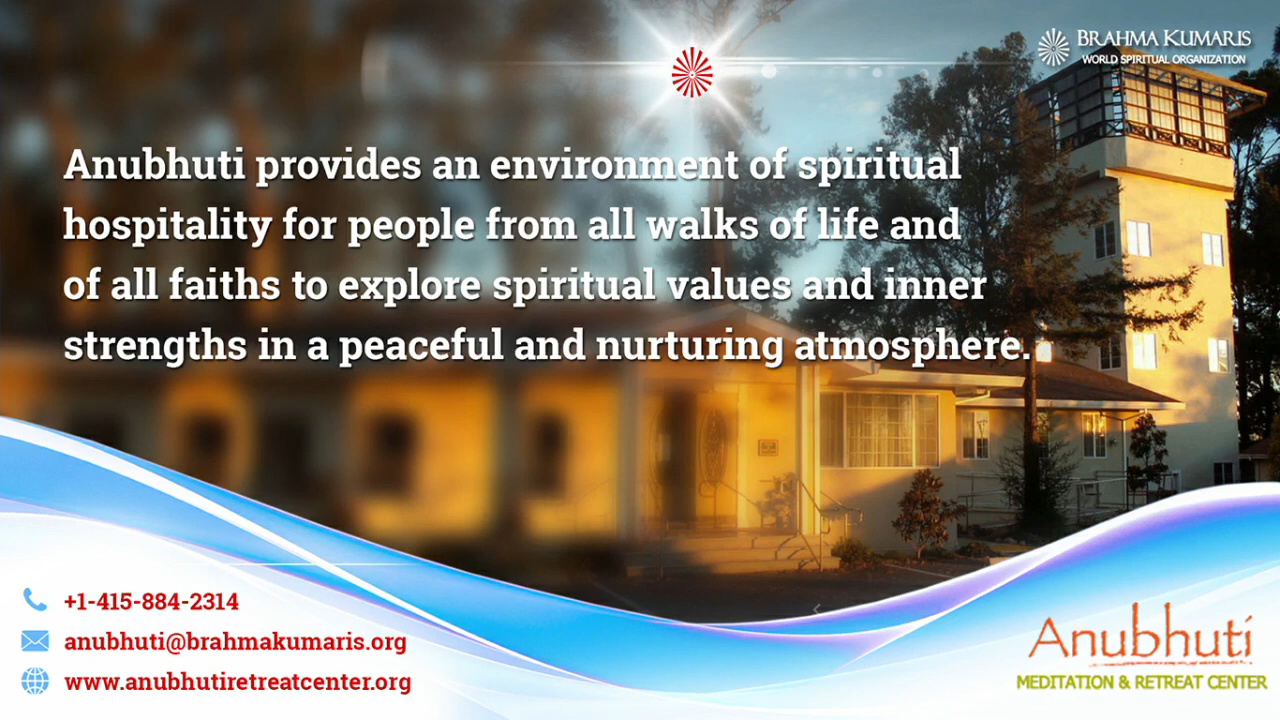 BRAHMA KUMARIS
WORLD SPIRITUAL ORGANIZATION
Anubhuti provides an environment of spiritual
hospitality for people from all walks of life and
of all faiths to explore spiritual values and inner
strengths in a peaceful and nurturing atmosphere.
+1-415-884-2314
anubhuti@brahmakumaris.org
www.anubhutiretreatcenter.org
Anubhuti
MEDITATION & RETREAT CENTER